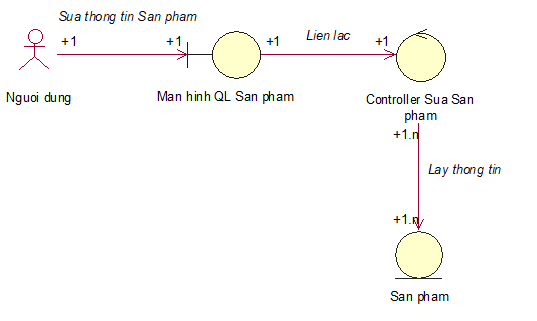 Sua thong tin San pham
+1
+1
+1
Lien lac
+1
Nguoi dung
Man hinh QL San pham
Controller Sua San
pham
+1.n
Lay thong tin
+1.n
San pham